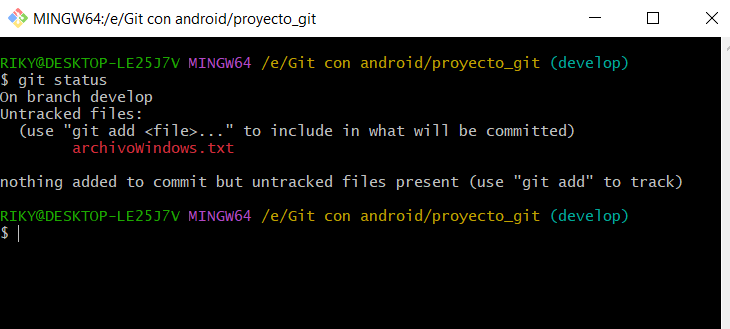 MINGW64:/e/Git con android/proyecto_git
RIKY@DESKTOP-LE25J7V MINGW64 /e/Git con android/proyecto_git (develop)
$ git status
On branch develop
Untracked files:
  (use "git add <file>..." to include in what will be committed)
        archivoWindows.txt
nothing added to commit but untracked files present (use "git add" to track)
RIKY@DESKTOP-LE25J7V MINGW64 /e/Git con android/proyecto_git (develop)
$